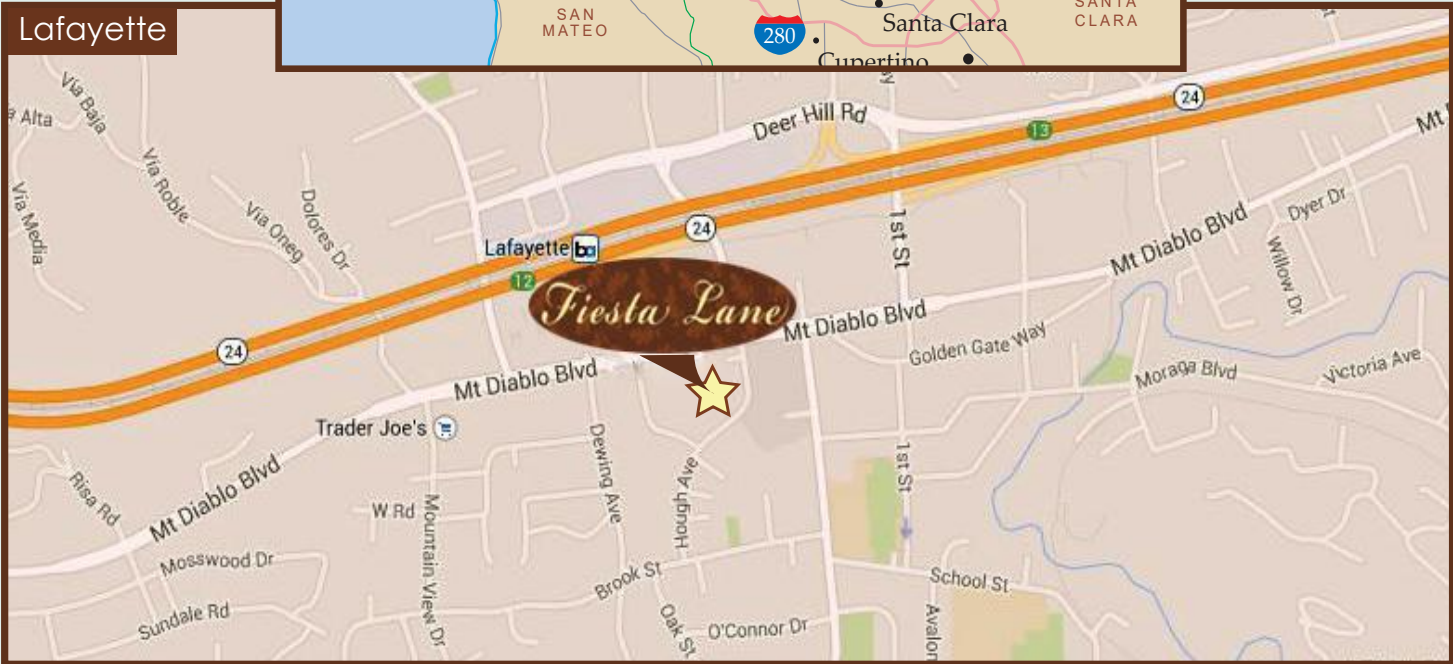 Lafayette
SAN
MATEO
280
Santa Clara
Cupertino
SANTA
CLARA
Via Baja
a Alta
Via Roble
Via Media
Via Oneg
Dolores Dr
Deer Hill Rd
24
13
Mt
Dyer Dr
Willow Dr
1st St
Mt Diablo Blvd
Lafayette ba
12
24
Fiesta Lane
Mt Diablo Blvd
Golden Gate Way
Moraga Blvd
Victoria Ave
24
Mt Diablo Blvd
Trader Joe's
Mt Diablo Blvd
Risa Rd
W Rd
Mountain View Dr
Dewing Ave
Hough Ave
1st St
Mosswood Dr
Sundale Rd
Brook St
Oak St
O'Connor Dr
School St
Avalon